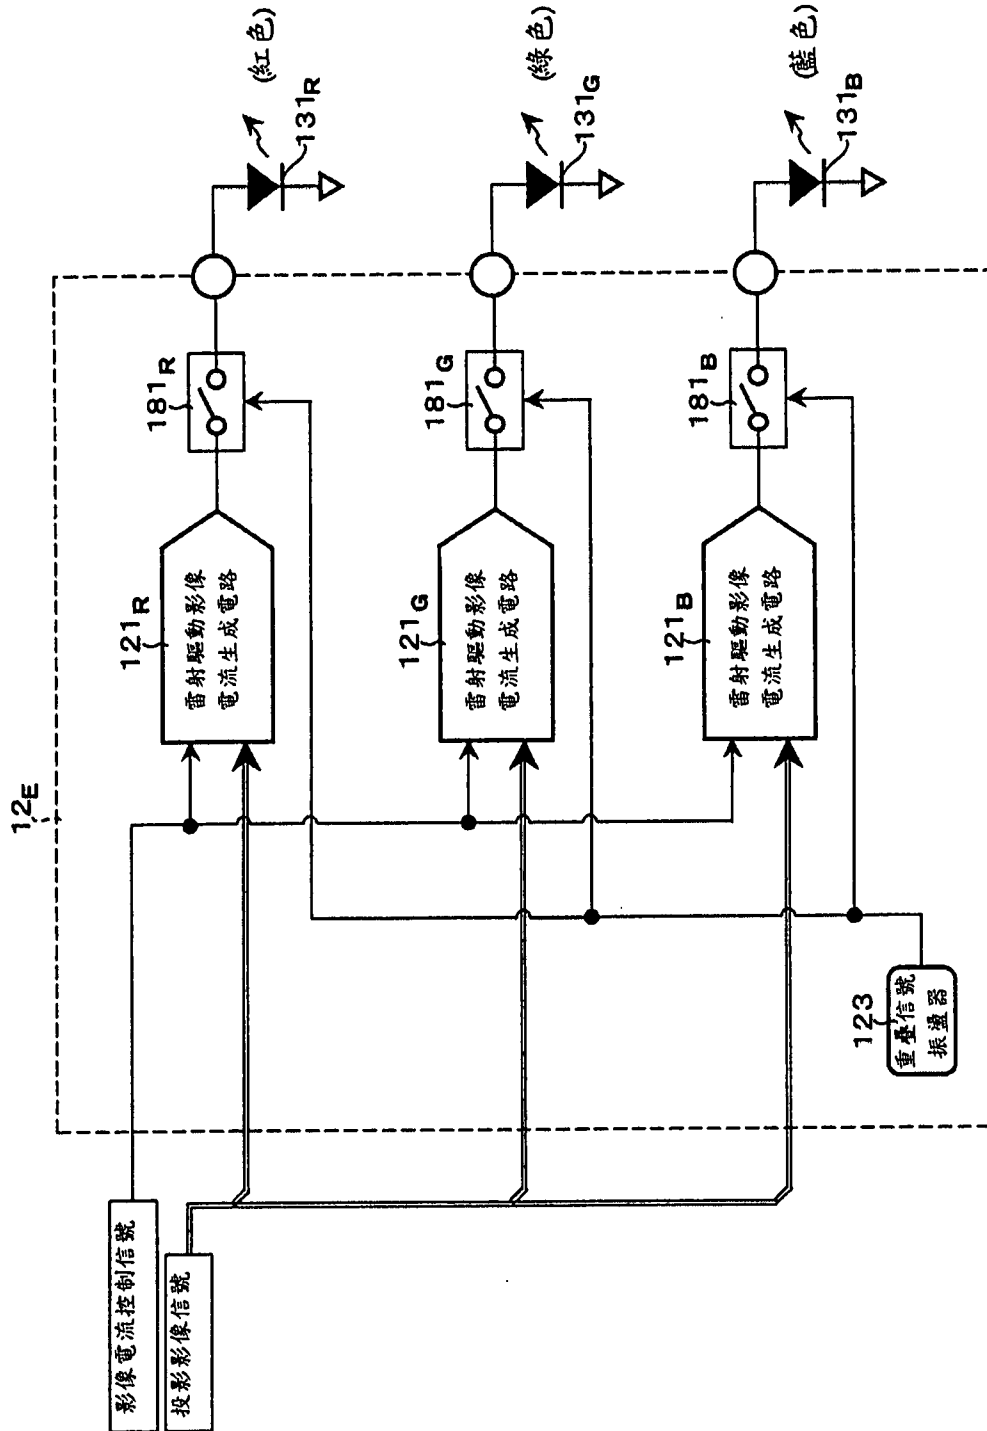 12E
影像電流控制信號
投影影像信號
121R
雷射驅動影像
電流生成電路
181R
131R
(紅色)
121G
雷射驅動影像
電流生成電路
181G
131G
(綠色)
121B
雷射驅動影像
電流生成電路
181B
131B
(藍色)
123
重疊信號
振盪器